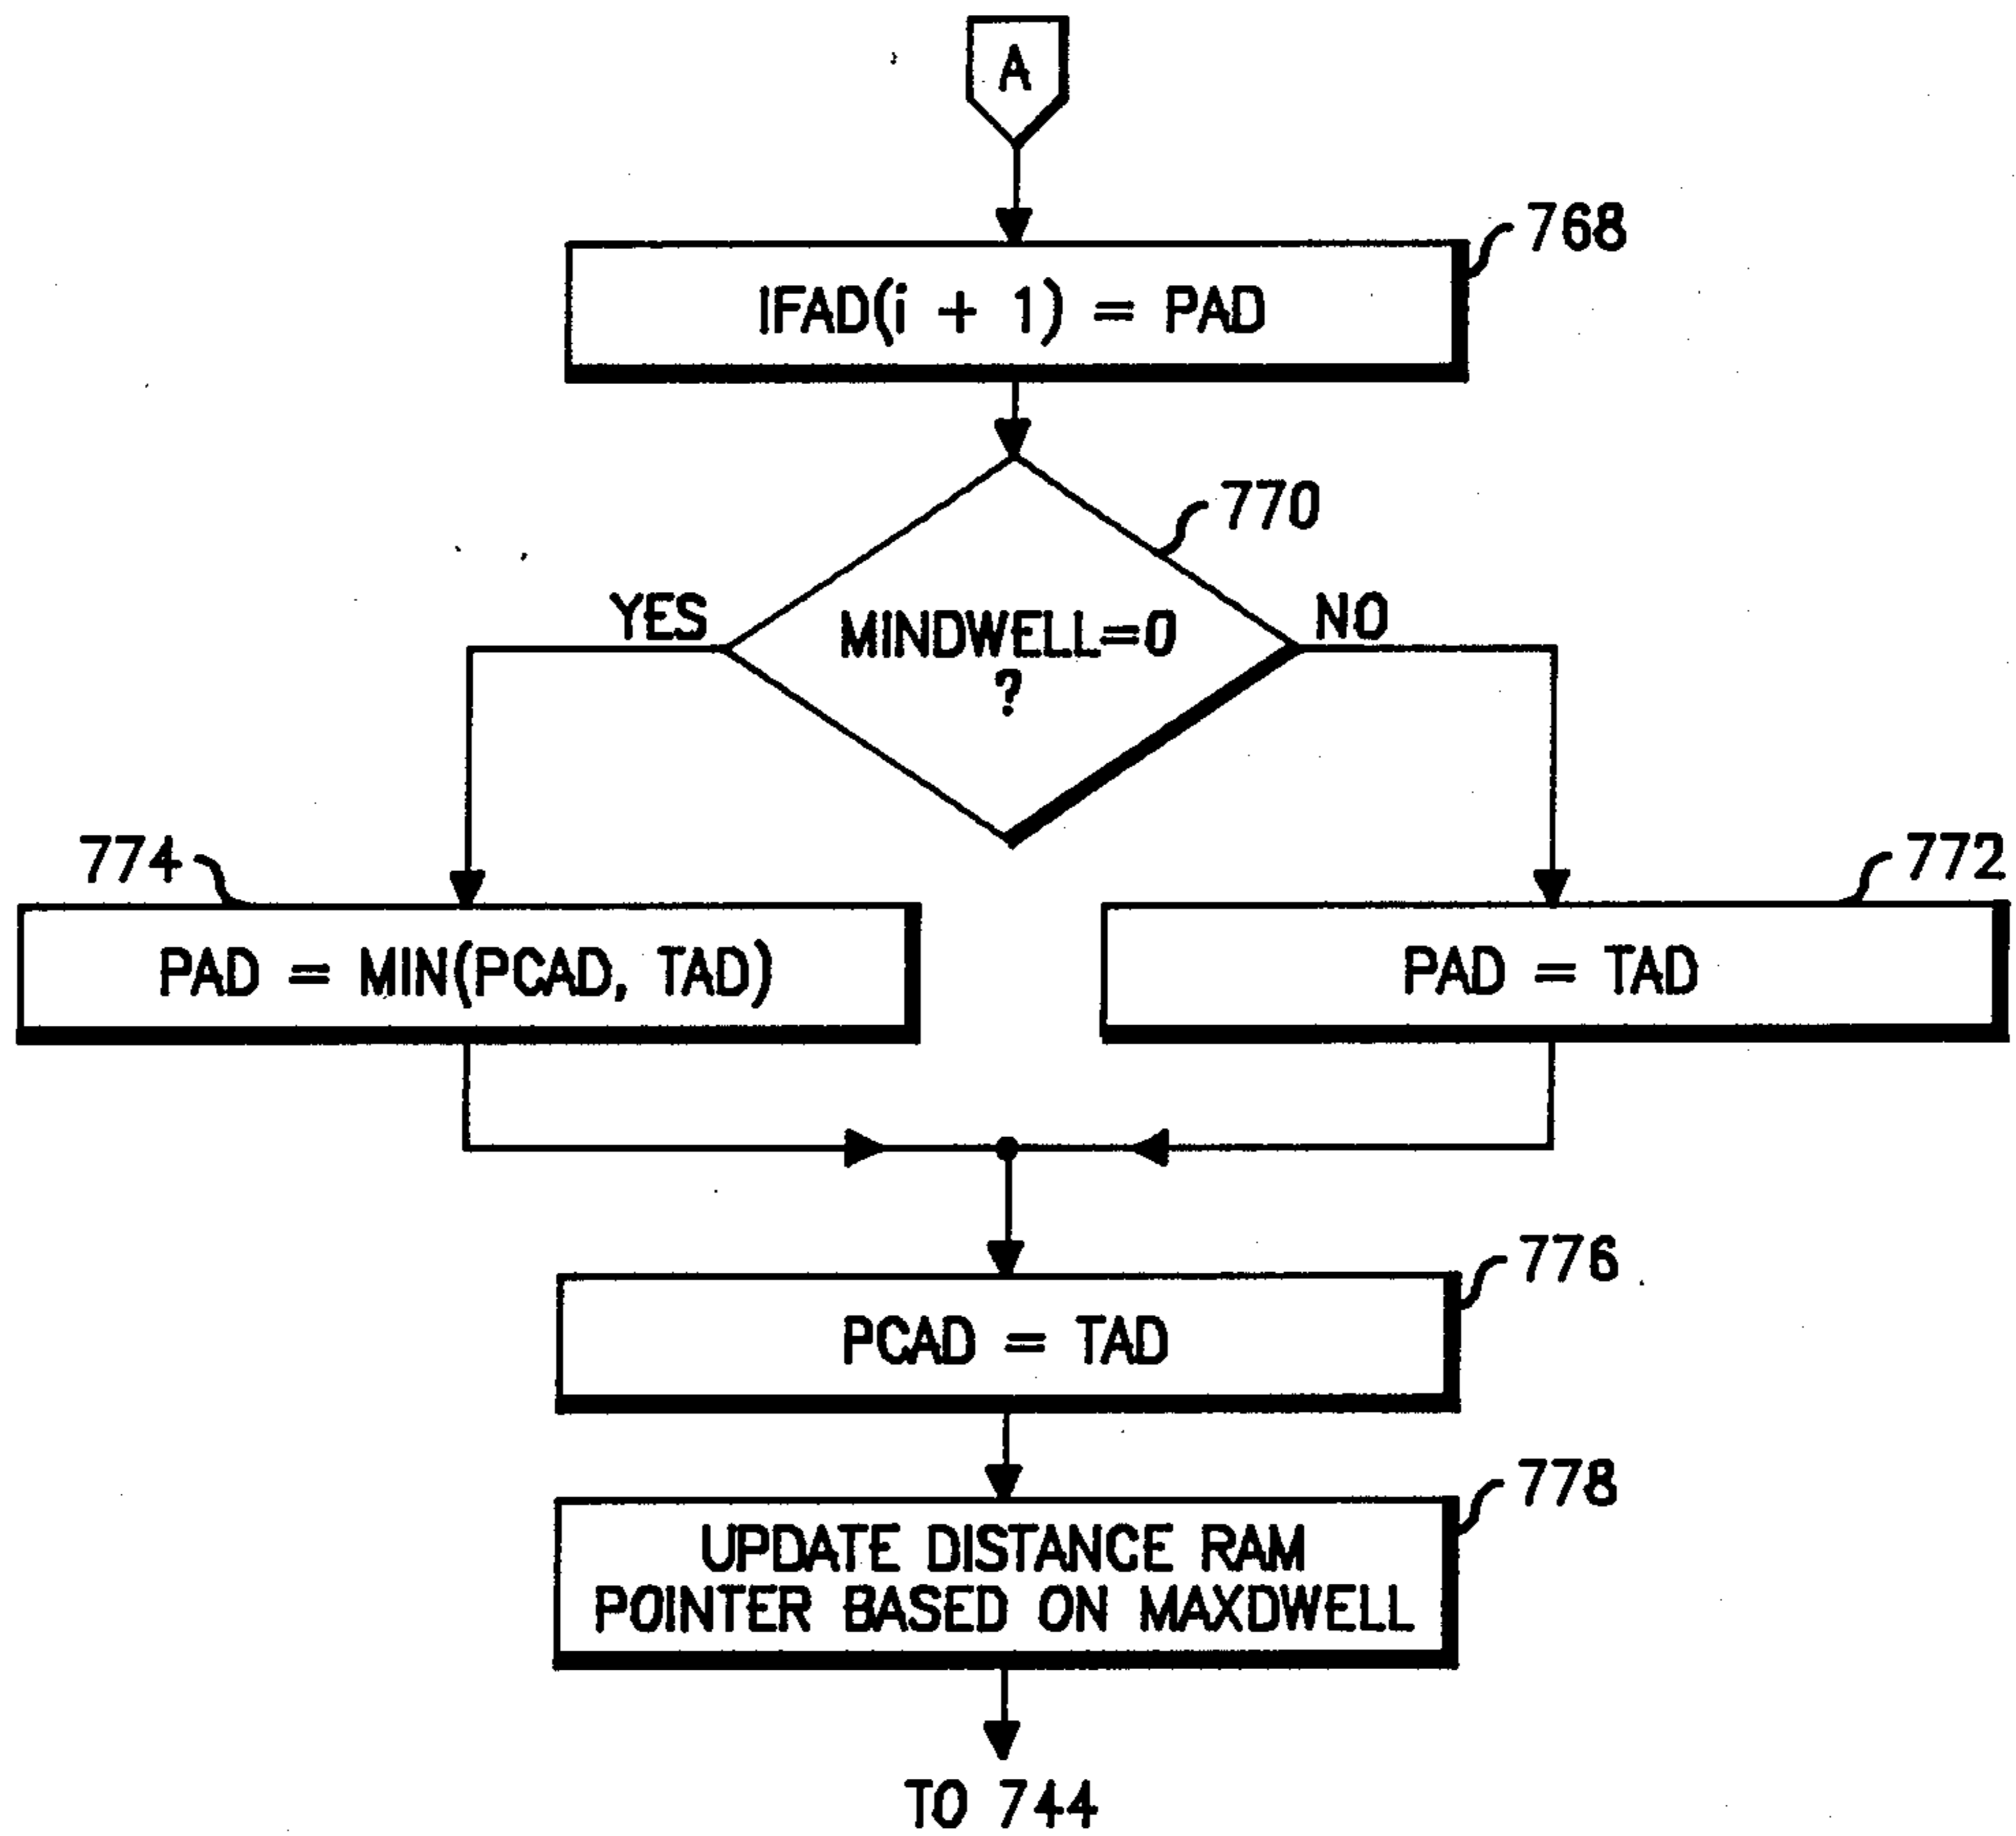 A
768
IFAD(i + 1) = PAD
770
YES
MINDWELL=0
?
NO
774
772
PAD = MIN(PCAD, TAD)
PAD = TAD
776
PCAD = TAD
778
UPDATE DISTANCE RAM
POINTER BASED ON MAXDWELL
TO 744